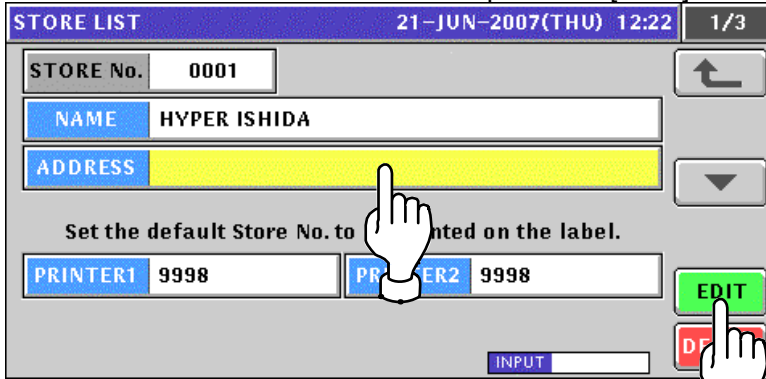 STORE LIST 21-JUN-2007(THU) 12:22 1/3
STORE No. 0001
NAME HYPER ISHIDA
ADDRESS
Set the default Store No. to on the label.
PRINTER1 9998 9998
EDIT
INPUT